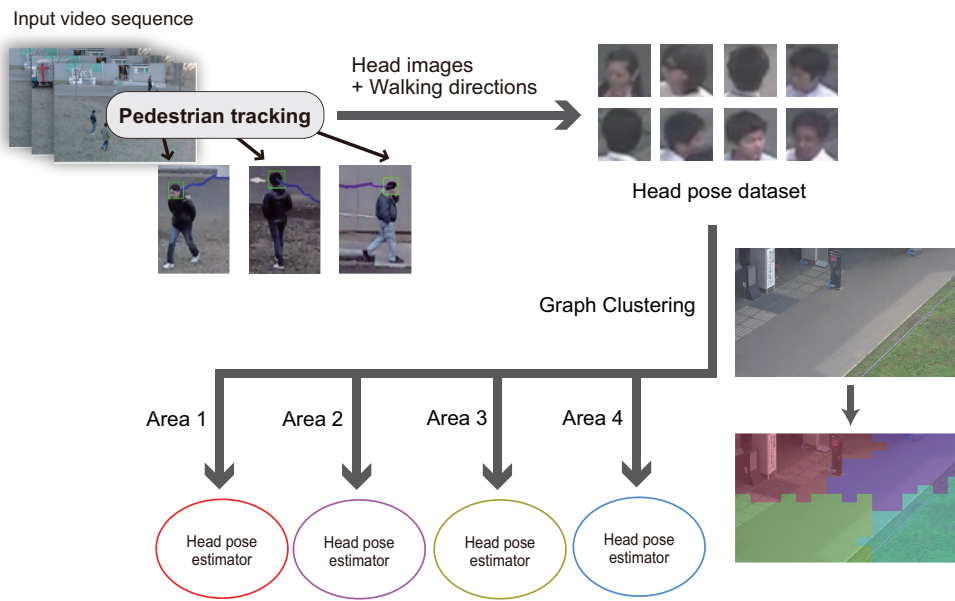 Input video sequence
Pedestrian tracking
Head images
+ Walking directions
Head pose dataset
Graph Clustering
Area 1
Area 2
Area 3
Area 4
Head pose
estimator
Head pose
estimator
Head pose
estimator
Head pose
estimator